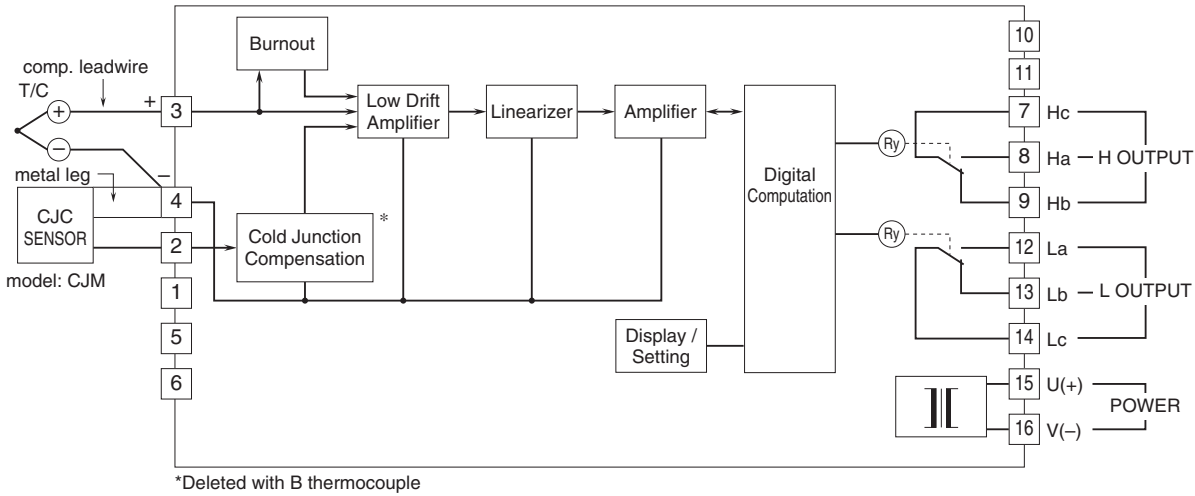 comp. leadwire
T/C
+
−
+
−
metal leg
CJC
SENSOR
model: CJM
3
4
2
1
5
6
Burnout
Low Drift
Amplifier
Linearizer
Amplifier
Cold Junction
Compensation
*
Digital
Computation
Display /
Setting
Ry
Ry
10
11
7 Hc
8 Ha H OUTPUT
9 Hb
12 La
13 Lb L OUTPUT
14 Lc
15 U(+)
POWER
16 V(–)
*Deleted with B thermocouple